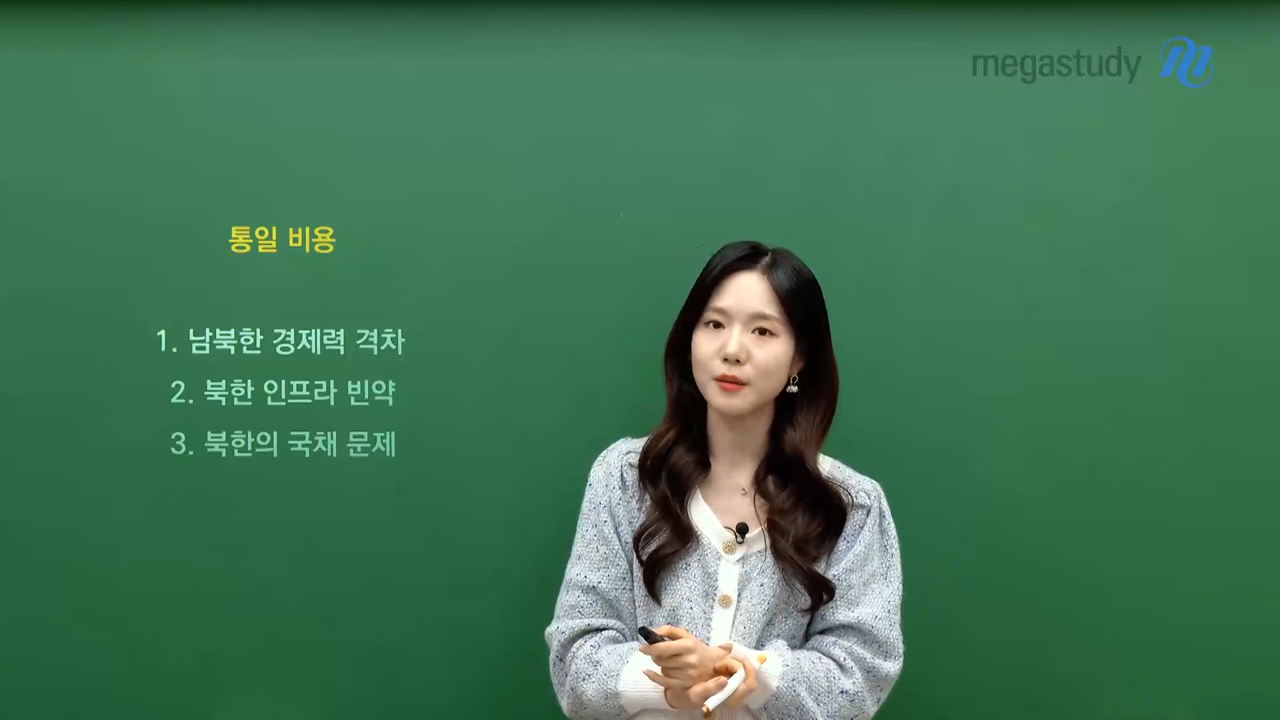 megastudy
통일 비용
1. 남북한 경제력 격차
2. 북한 인프라 빈약
3. 북한의 국채 문제